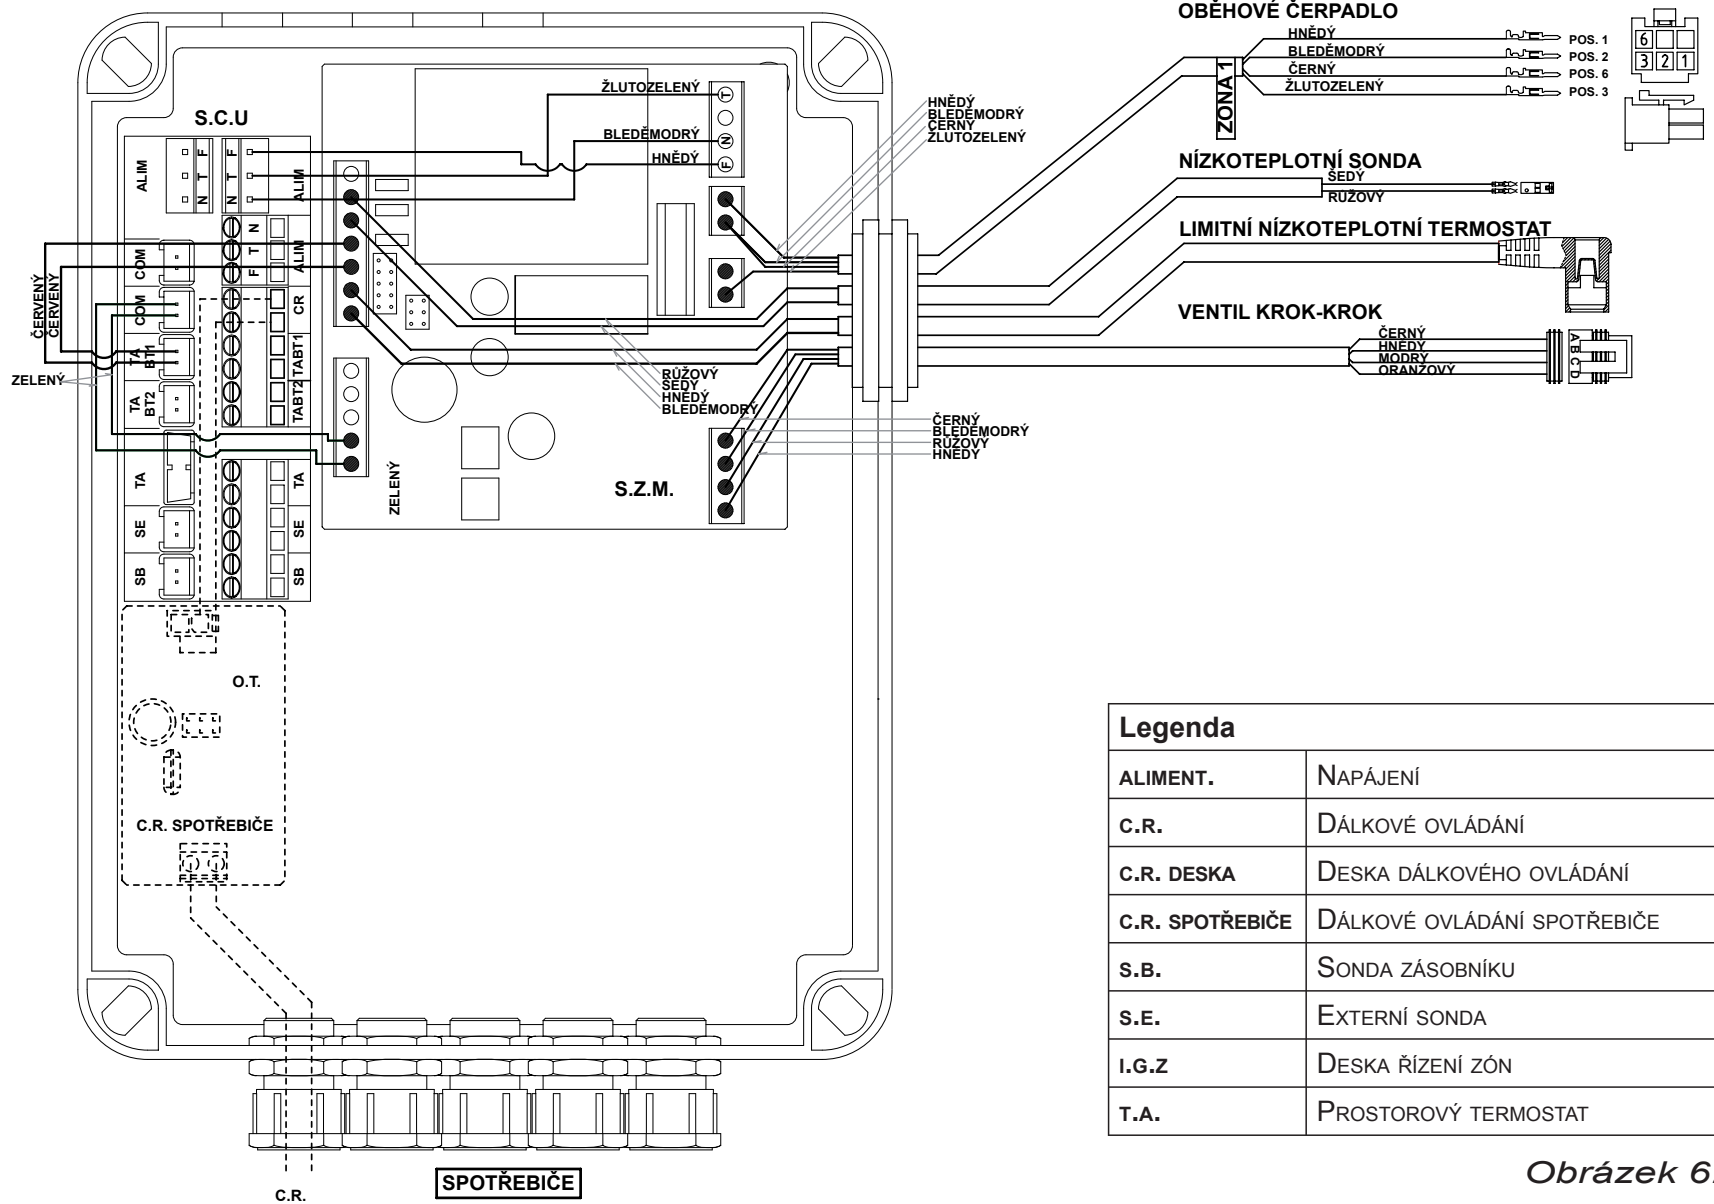 OBĚHOVÉ ČERPADLO
HNĚDÝ
BLEDĚMODRÝ
ČERNÝ
ŽLUTOZELENÝ
ZONA 1
POS. 1
POS. 2
POS. 6
POS. 3
6
3 2 1
NÍZKOTEPLOTNÍ SONDA
ŠEDÝ
RŮŽOVÝ
LIMITNÍ NÍZKOTEPLOTNÍ TERMOSTAT
VENTIL KROK-KROK
ČERNÝ
HNĚDÝ
MODRÝ
ORANŽOVÝ
A B C D
S.C.U
ŽLUTOZELENÝ
BLEDĚMODRÝ
HNĚDÝ
T
N
F
HNĚDÝ
BLEDĚMODRÝ
ČERNÝ
ŽLUTOZELENÝ
ALIM
F
T
N
F
T
N
ALIM
N
T
F
ALIM
COM
COM
CR
TA BT1
TABT1
TA BT2
TABT2
TA
TA
SE
SE
SB
SB
ČERVENÝ
ČERVENÝ
ZELENÝ
ZELENÝ
RŮŽOVÝ
ŠEDÝ
HNĚDÝ
BLEDĚMODRÝ
ČERNÝ
BLEDĚMODRÝ
RŮŽOVÝ
HNĚDÝ
S.Z.M.
O.T.
C.R. SPOTŘEBIČE
C.R.
SPOTŘEBIČE
Legenda
ALIMENT. NAPÁJENÍ
C.R. DÁLKOVÉ OVLÁDÁNÍ
C.R. DESKA DESKA DÁLKOVÉHO OVLÁDÁNÍ
C.R. SPOTŘEBIČE DÁLKOVÉ OVLÁDÁNÍ SPOTŘEBIČE
S.B. SONDA ZÁSOBNÍKU
S.E. EXTERNÍ SONDA
I.G.Z DESKA ŘÍZENÍ ZÓN
T.A. PROSTOROVÝ TERMOSTAT
Obrázek 6